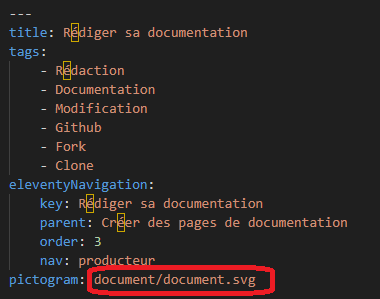 ---
title: Rédiger sa documentation
tags:
    - Rédaction
    - Documentation
    - Modification
    - Github
    - Fork
    - Clone
eleventyNavigation:
    key: Rédiger sa documentation
    parent: Créer des pages de documentation
    order: 3
    nav: producteur
pictogram: document/document.svg